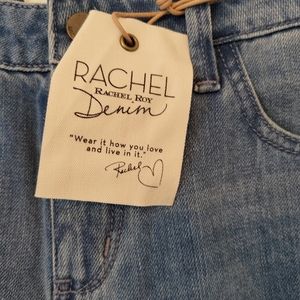 RACHEL
RACHEL ROY
Denim
"Wear it how you love
and live in it."
Rachel